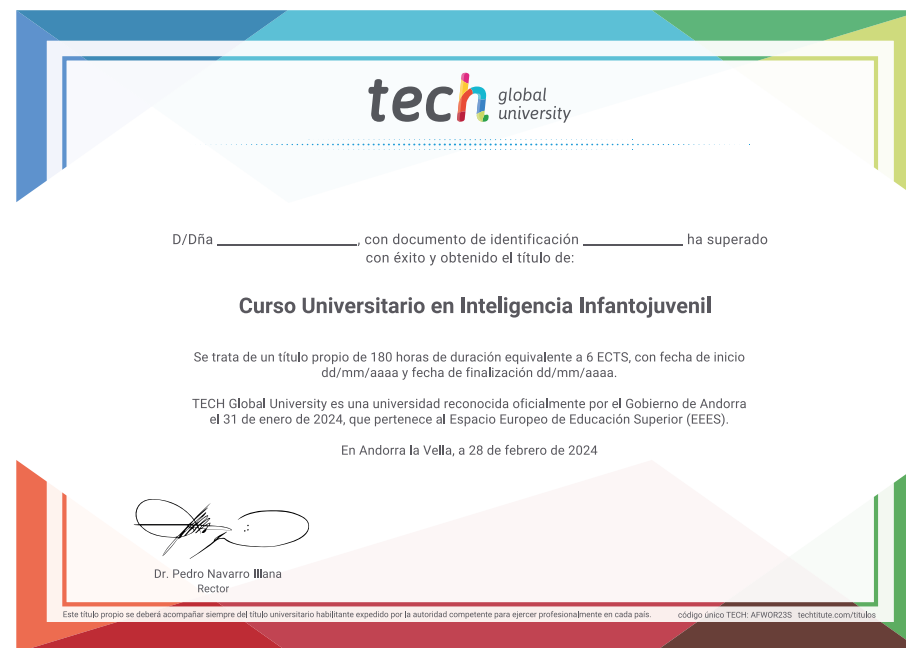 tech global university
D/Dña ______________, con documento de identificación __________ ha superado
con éxito y obtenido el título de:
Curso Universitario en Inteligencia Infantojuvenil
Se trata de un título propio de 180 horas de duración equivalente a 6 ECTS, con fecha de inicio
dd/mm/aaaa y fecha de finalización dd/mm/aaaa.
TECH Global University es una universidad reconocida oficialmente por el Gobierno de Andorra
el 31 de enero de 2024, que pertenece al Espacio Europeo de Educación Superior (EEES).
En Andorra la Vella, a 28 de febrero de 2024
Dr. Pedro Navarro Illana
Rector
Este título propio se deberá acompañar siempre del título universitario habilitante expedido por la autoridad competente para ejercer profesionalmente en cada país. código único TECH: AFWOR23S techtitute.com/titulos